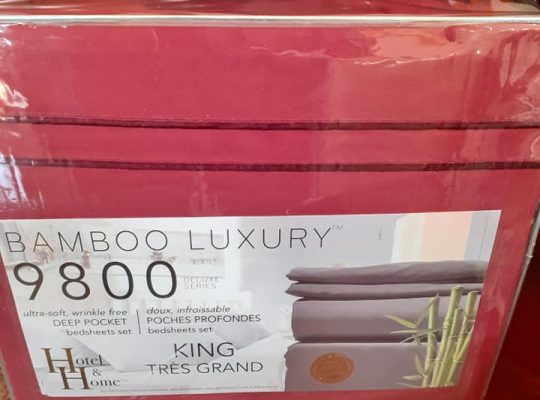 BAMBOO LUXURY™
9800 DELUXE SERIES
ultra-soft, wrinkle free
DEEP POCKET
bedsheets set
doux, infroissable
POCHES PROFONDES
bedsheets set
Hotel
&
Home
KING
TRÈS GRAND